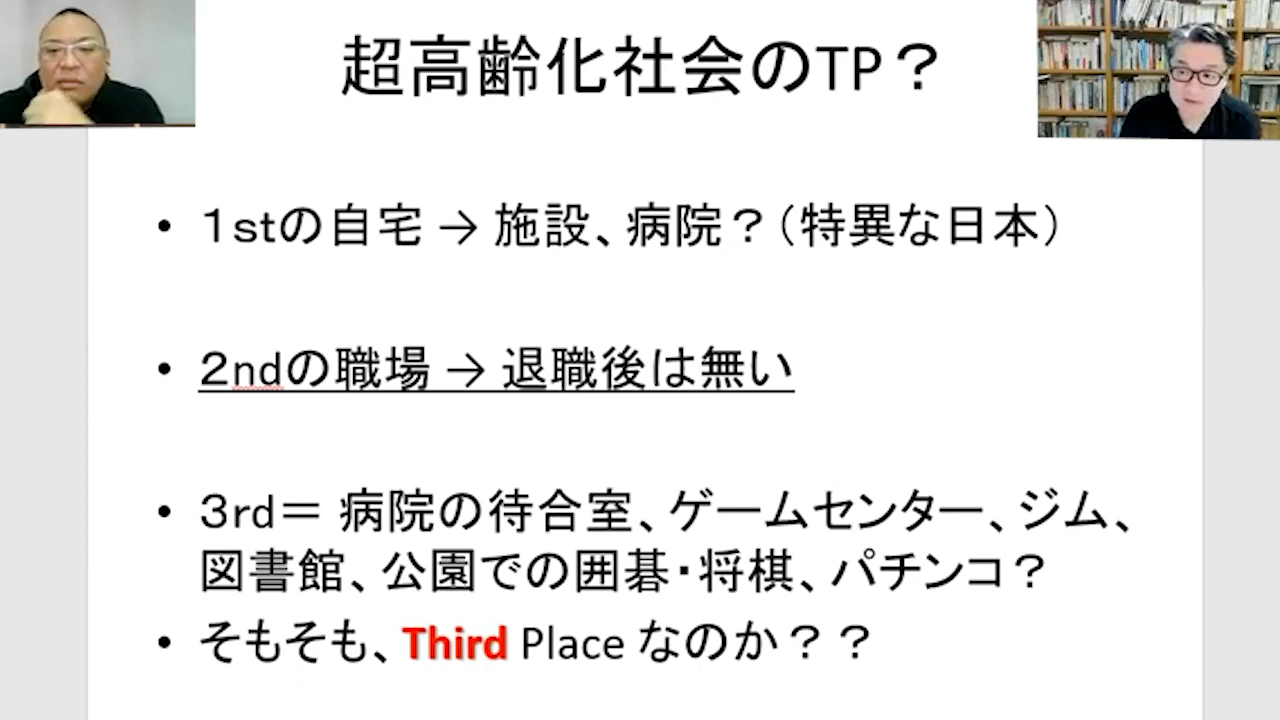 超高齢化社会のTP？
• １stの自宅 → 施設、病院？（特異な日本）
• ２ndの職場 → 退職後は無い
• ３rd＝ 病院の待合室、ゲームセンター、ジム、
図書館、公園での囲碁・将棋、パチンコ？
• そもそも、Third Place なのか？？